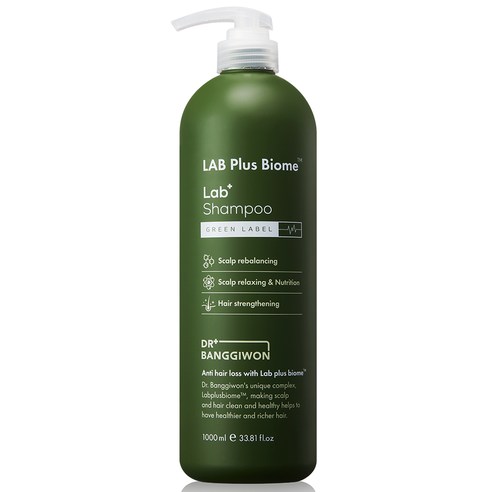 LAB Plus Biome™
Lab+
Shampoo
GREEN LABEL
Scalp rebalancing
Scalp relaxing & Nutrition
Hair strengthening
DR+
BANGGIWON
Anti hair loss with Lab plus biome™
Dr. Banggiwon's unique complex,
Labplusbiome™, making scalp
and hair clean and healthy helps to
have healthier and richer hair.
1000ml ℮ 33.81 fl.oz